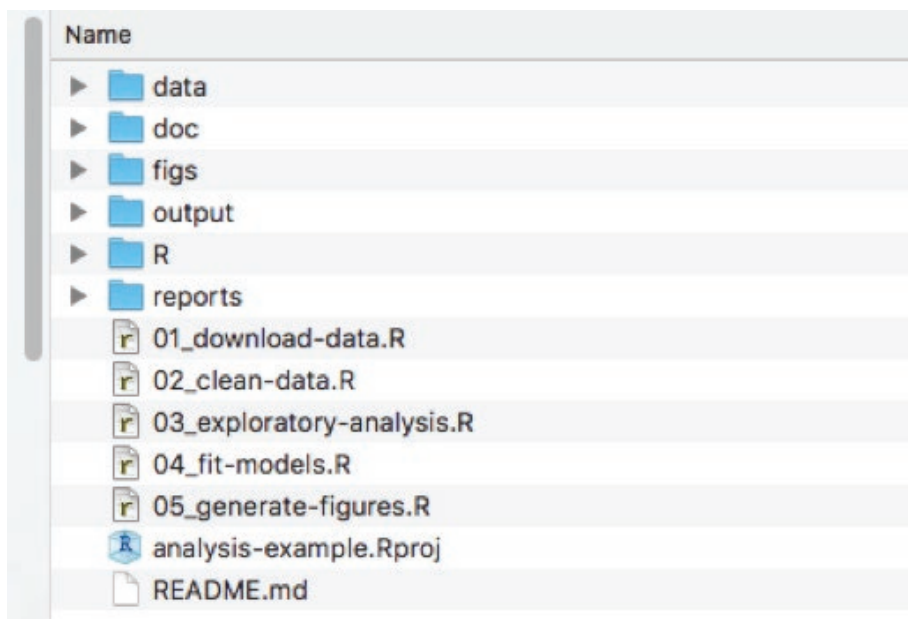 Name
data
doc
figs
output
R
reports
01_download-data.R
02_clean-data.R
03_exploratory-analysis.R
04_fit-models.R
05_generate-figures.R
analysis-example.Rproj
README.md